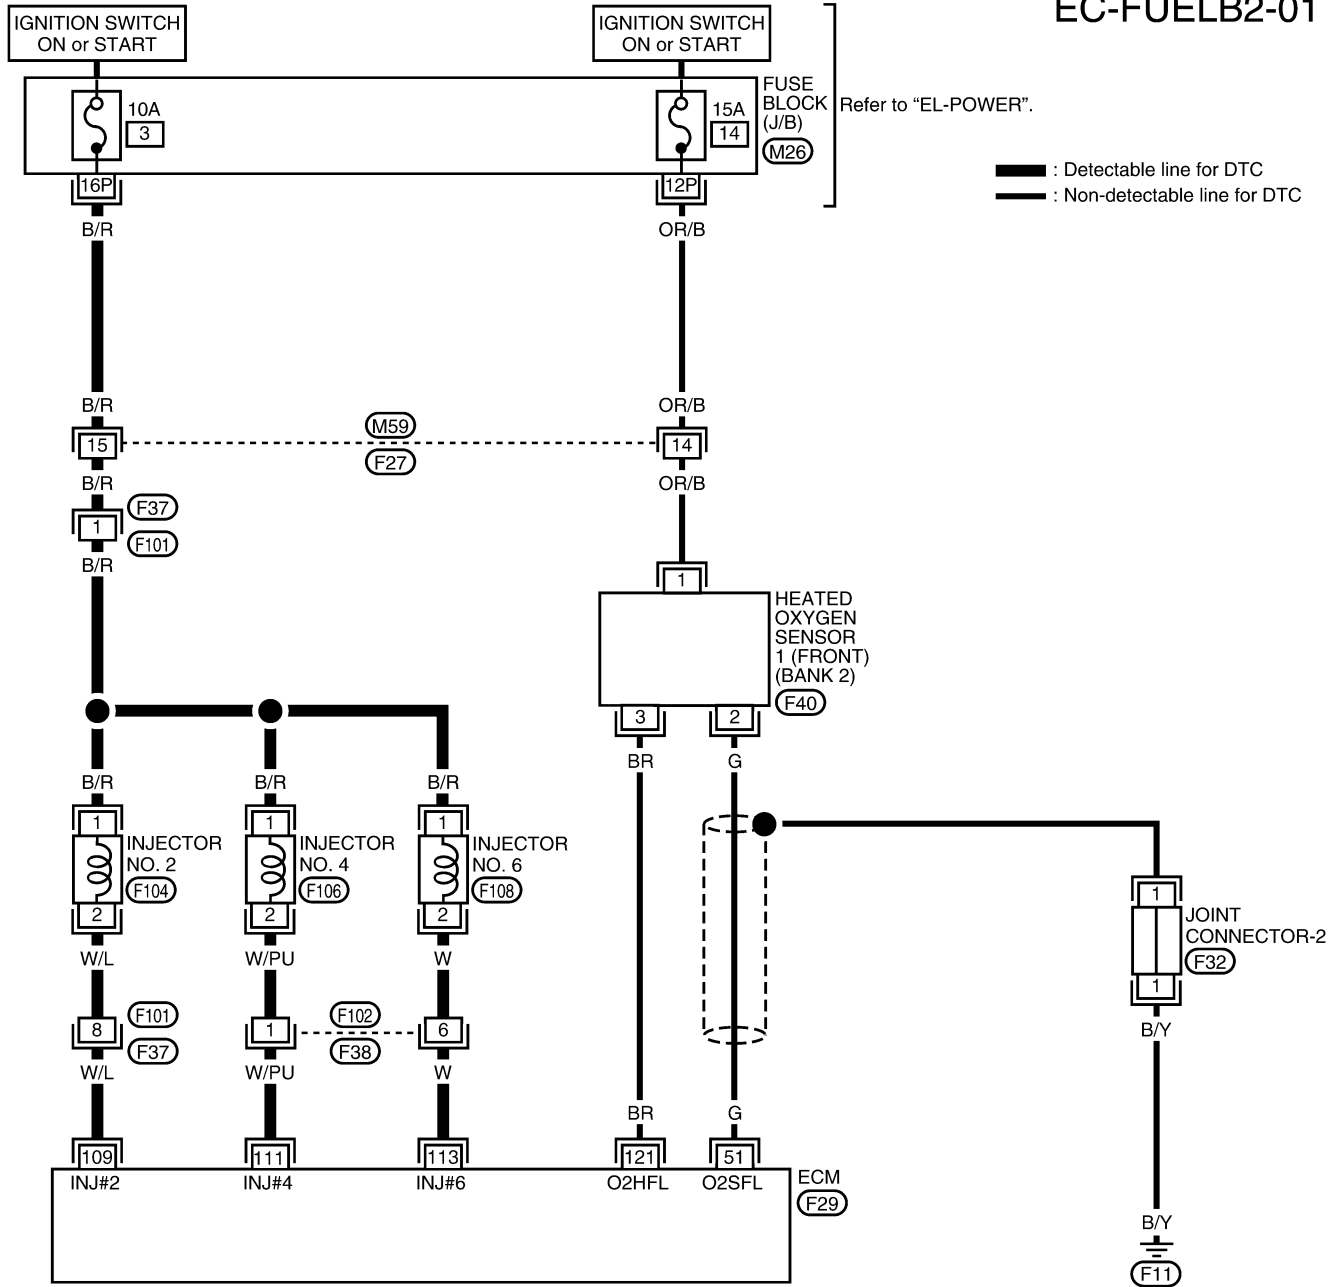 EC-FUELB2-01
IGNITION SWITCH
ON or START
IGNITION SWITCH
ON or START
10A
3
15A
14
FUSE
BLOCK
(J/B)
M26
Refer to “EL-POWER”.
: Detectable line for DTC
: Non-detectable line for DTC
16P
12P
B/R
OR/B
B/R
OR/B
15
M59
F27
14
B/R
OR/B
1
F37
F101
B/R
1
HEATED
OXYGEN
SENSOR
1 (FRONT)
(BANK 2)
F40
3
2
BR
G
B/R
B/R
B/R
1
1
1
INJECTOR
NO. 2
F104
INJECTOR
NO. 4
F106
INJECTOR
NO. 6
F108
2
2
2
W/L
W/PU
W
8
F101
F37
1
F102
F38
6
W/L
W/PU
W
1
JOINT
CONNECTOR-2
F32
1
B/Y
BR
G
109
111
113
121
51
INJ#2
INJ#4
INJ#6
O2HFL
O2SFL
ECM
F29
B/Y
F11